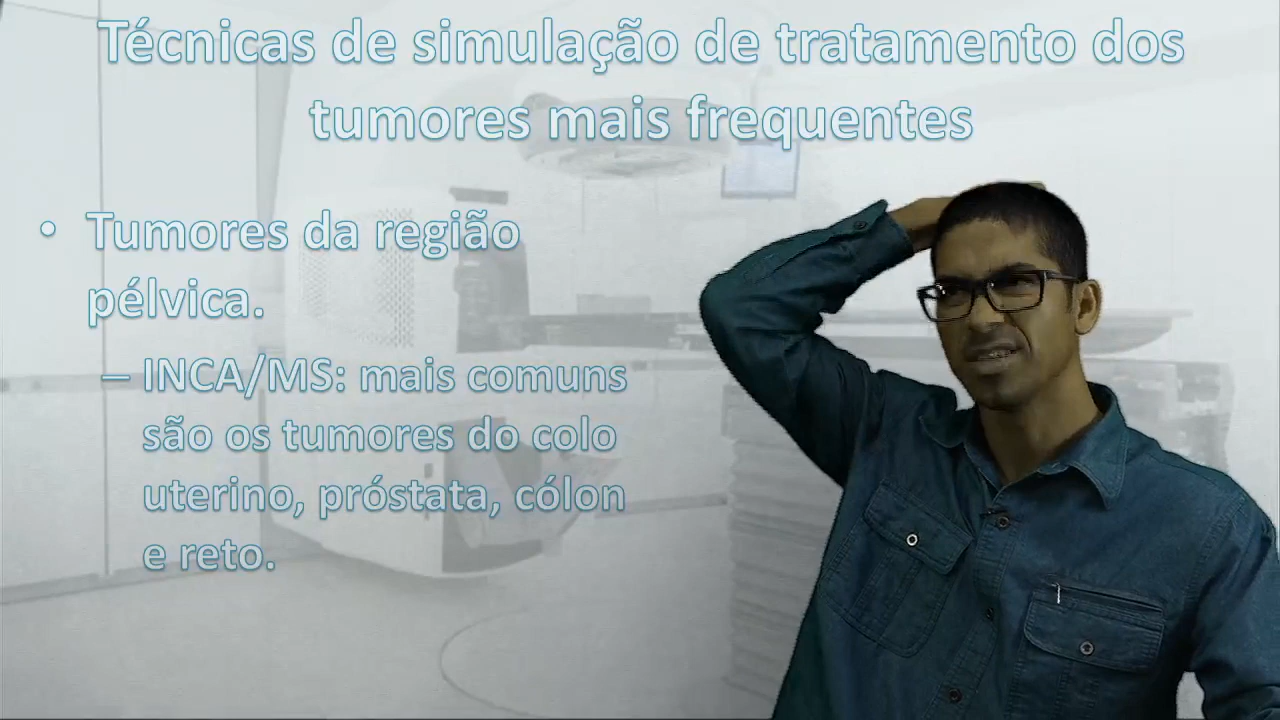 Técnicas de simulação de tratamento dos
tumores mais frequentes
• Tumores da região
pélvica.
– INCA/MS: mais comuns
são os tumores do colo
uterino, próstata, cólon
e reto.